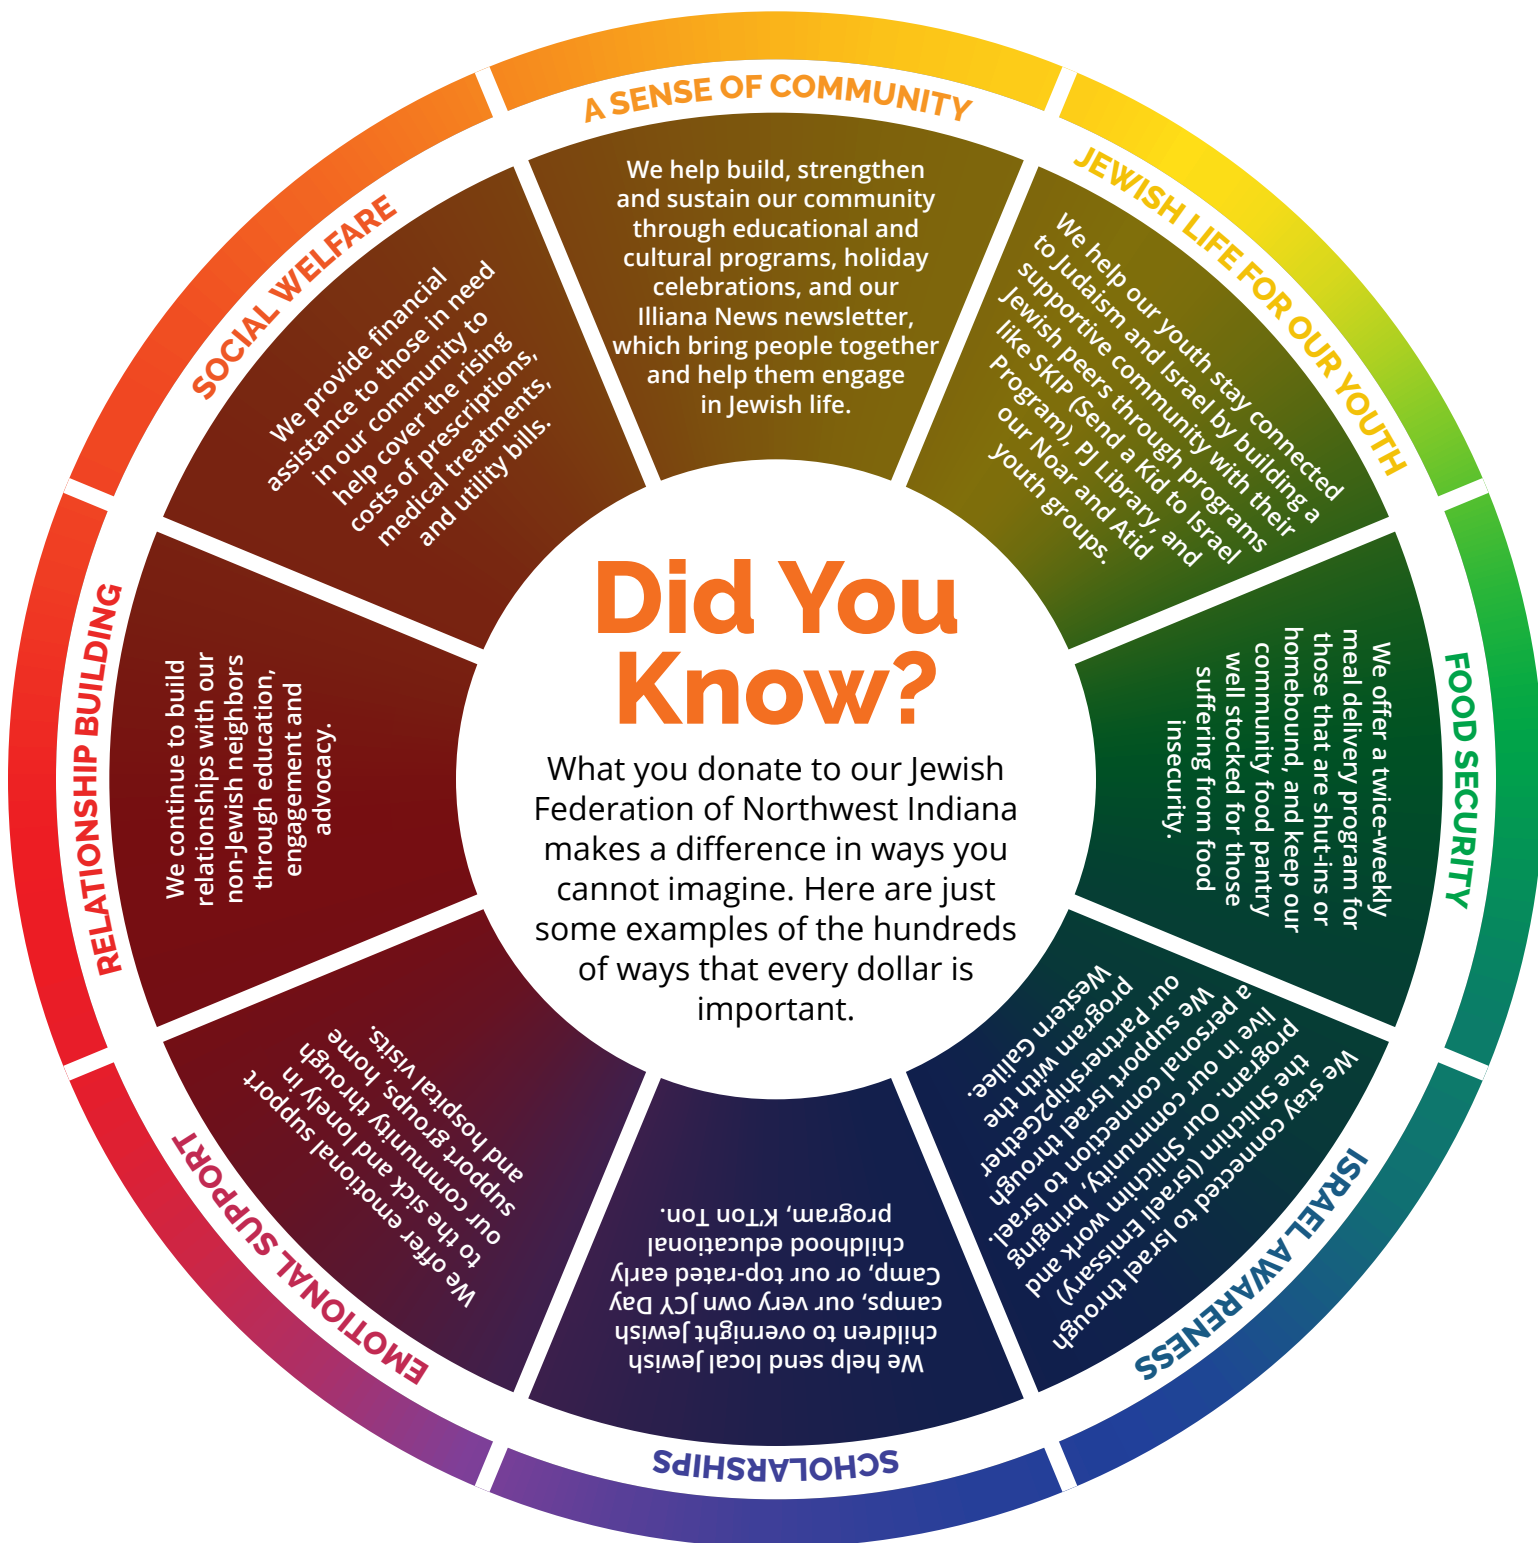 Did You
Know?
What you donate to our Jewish
Federation of Northwest Indiana
makes a difference in ways you
cannot imagine. Here are just
some examples of the hundreds
of ways that every dollar is
important.
A SENSE OF COMMUNITY
We help build, strengthen
and sustain our community
through educational and
cultural programs, holiday
celebrations, and our
Illiana News newsletter,
which bring people together
and help them engage
in Jewish life.
JEWISH LIFE FOR OUR YOUTH
We help our youth stay connected
to Judaism and Israel by building a
supportive community with their
Jewish peers through programs
like SKIP (Send a Kid to Israel
Program), PJ Library, and
our Noar and Atid
youth groups.
FOOD SECURITY
We offer a twice-weekly
meal delivery program for
those that are shut-ins or
homebound, and keep our
community food pantry
well stocked for those
suffering from food
insecurity.
ISRAEL AWARENESS
We stay connected to Israel through
the Shlichim (Israeli Emissary)
program. Our Shlichim work and
live in our community, bringing
a personal connection to Israel.
We support Israel through
our Partnership2Gether
program with the
Western Galilee.
SCHOLARSHIPS
We help send local Jewish
children to overnight Jewish
camps, our very own JCY Day
Camp, or our top-rated early
childhood educational
program, K'Ton Ton.
EMOTIONAL SUPPORT
We offer emotional support
to the sick and lonely in
our community through
support groups, home
and hospital visits.
RELATIONSHIP BUILDING
We continue to build
relationships with our
non-Jewish neighbors
through education,
engagement and
advocacy.
SOCIAL WELFARE
We provide financial
assistance to those in need
in our community to
help cover the rising
costs of prescriptions,
medical treatments,
and utility bills.